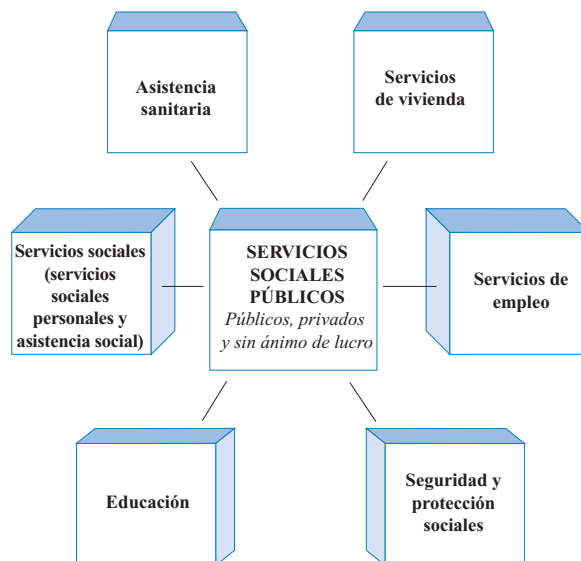 Asistencia
sanitaria
Servicios
de vivienda
Servicios sociales
(servicios
sociales
personales y
asistencia social)
SERVICIOS
SOCIALES
PÚBLICOS
Públicos, privados
y sin ánimo de lucro
Servicios de
empleo
Educación
Seguridad y
protección
sociales